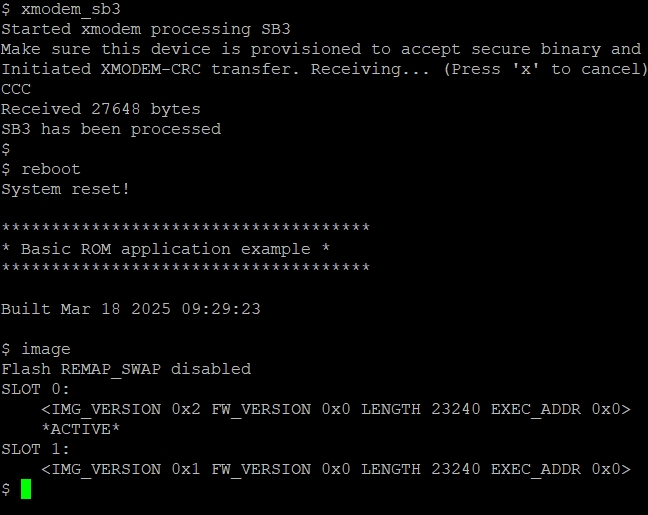 $ xmodem_sb3
Started xmodem processing SB3
Make sure this device is provisioned to accept secure binary and
Initiated XMODEM-CRC transfer. Receiving... (Press 'x' to cancel)
CCC
Received 27648 bytes
SB3 has been processed
$
$ reboot
System reset!
*************************************
* Basic ROM application example *
*************************************
Built Mar 18 2025 09:29:23
$ image
Flash REMAP_SWAP disabled
SLOT 0:
    <IMG_VERSION 0x2 FW_VERSION 0x0 LENGTH 23240 EXEC_ADDR 0x0>
    *ACTIVE*
SLOT 1:
    <IMG_VERSION 0x1 FW_VERSION 0x0 LENGTH 23240 EXEC_ADDR 0x0>
$